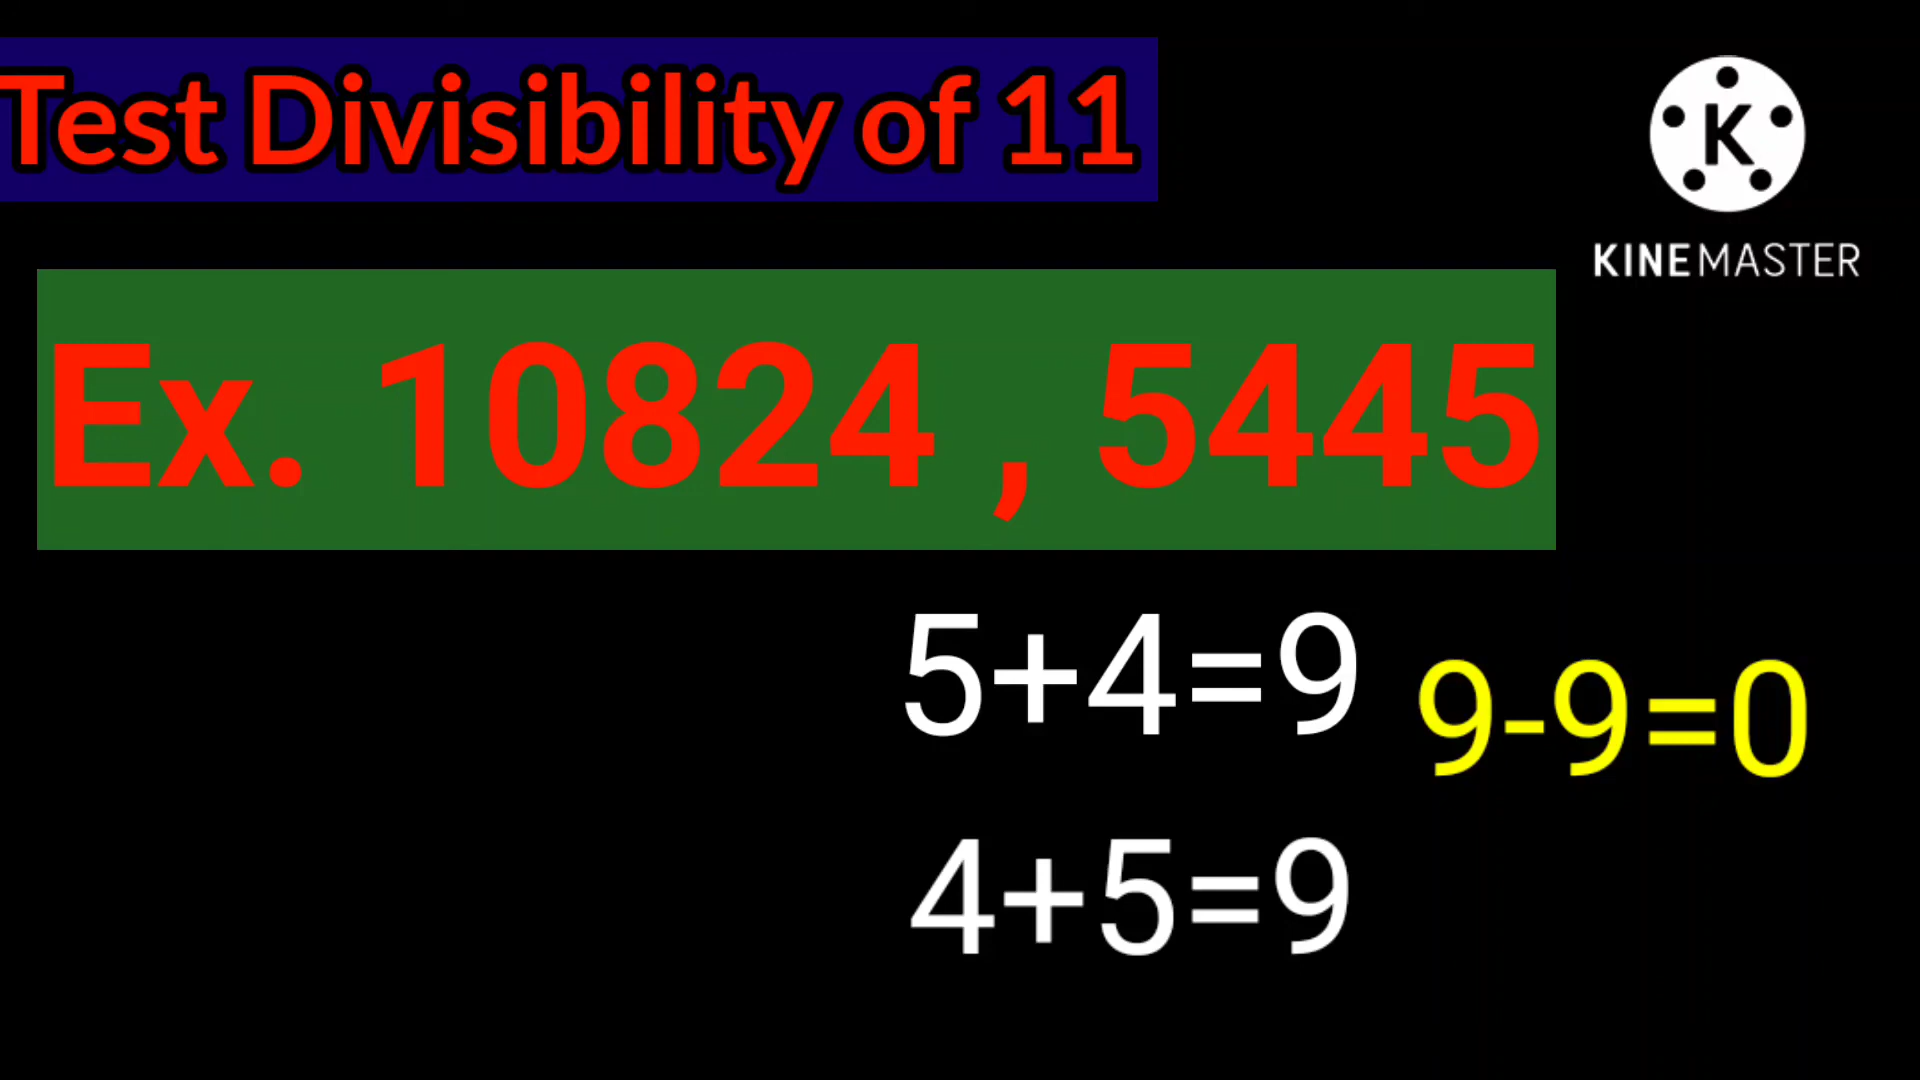 Test Divisibility of 11
K
KINEMASTER
Ex. 10824 , 5445
5+4=9
9-9=0
4+5=9